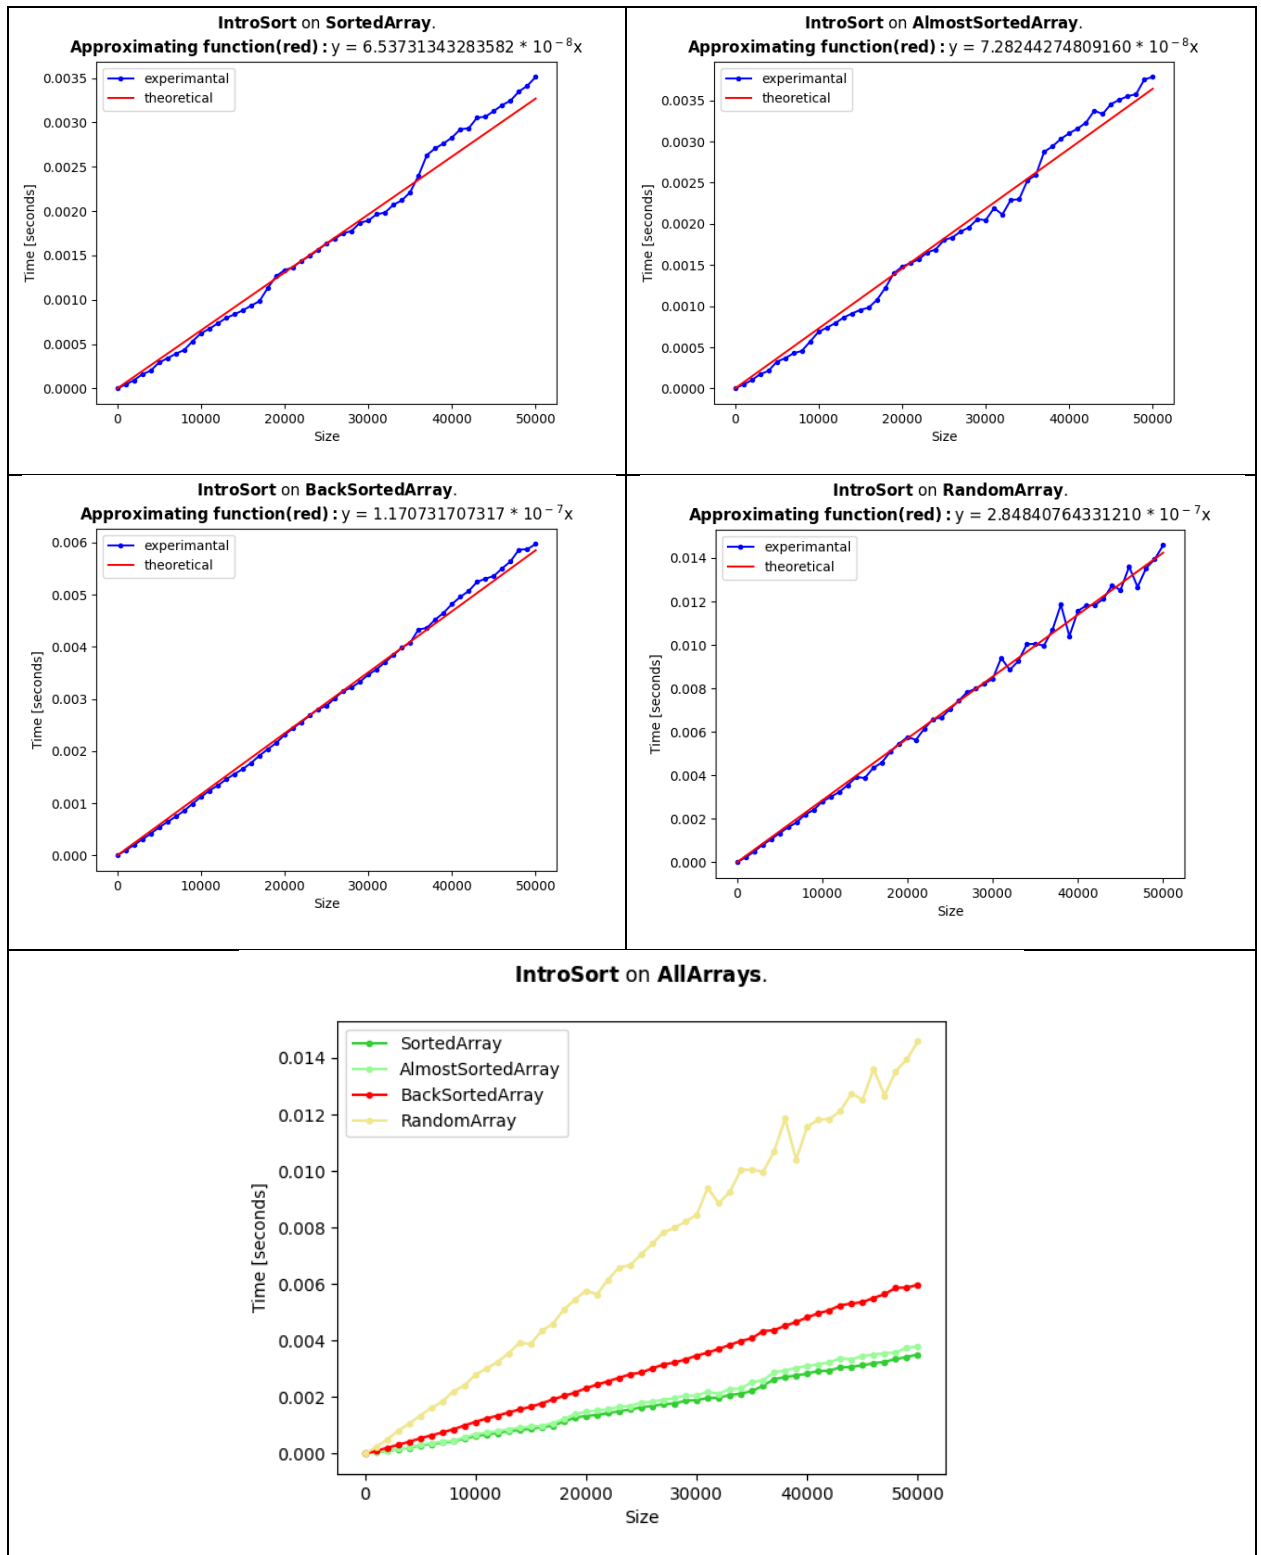 IntroSort on SortedArray.
Approximating function(red) : y = 6.53731343283582 * 10⁻⁸x
experimantal
theoretical
0.0035
0.0030
0.0025
0.0020
0.0015
0.0010
0.0005
0.0000
Time [seconds]
0 10000 20000 30000 40000 50000
Size
IntroSort on AlmostSortedArray.
Approximating function(red) : y = 7.28244274809160 * 10⁻⁸x
experimantal
theoretical
0.0035
0.0030
0.0025
0.0020
0.0015
0.0010
0.0005
0.0000
Time [seconds]
0 10000 20000 30000 40000 50000
Size
IntroSort on BackSortedArray.
Approximating function(red) : y = 1.170731707317 * 10⁻⁷x
experimantal
theoretical
0.006
0.005
0.004
0.003
0.002
0.001
0.000
Time [seconds]
0 10000 20000 30000 40000 50000
Size
IntroSort on RandomArray.
Approximating function(red) : y = 2.84840764331210 * 10⁻⁷x
experimantal
theoretical
0.014
0.012
0.010
0.008
0.006
0.004
0.002
0.000
Time [seconds]
0 10000 20000 30000 40000 50000
Size
IntroSort on AllArrays.
SortedArray
AlmostSortedArray
BackSortedArray
RandomArray
0.014
0.012
0.010
0.008
0.006
0.004
0.002
0.000
Time [seconds]
0 10000 20000 30000 40000 50000
Size